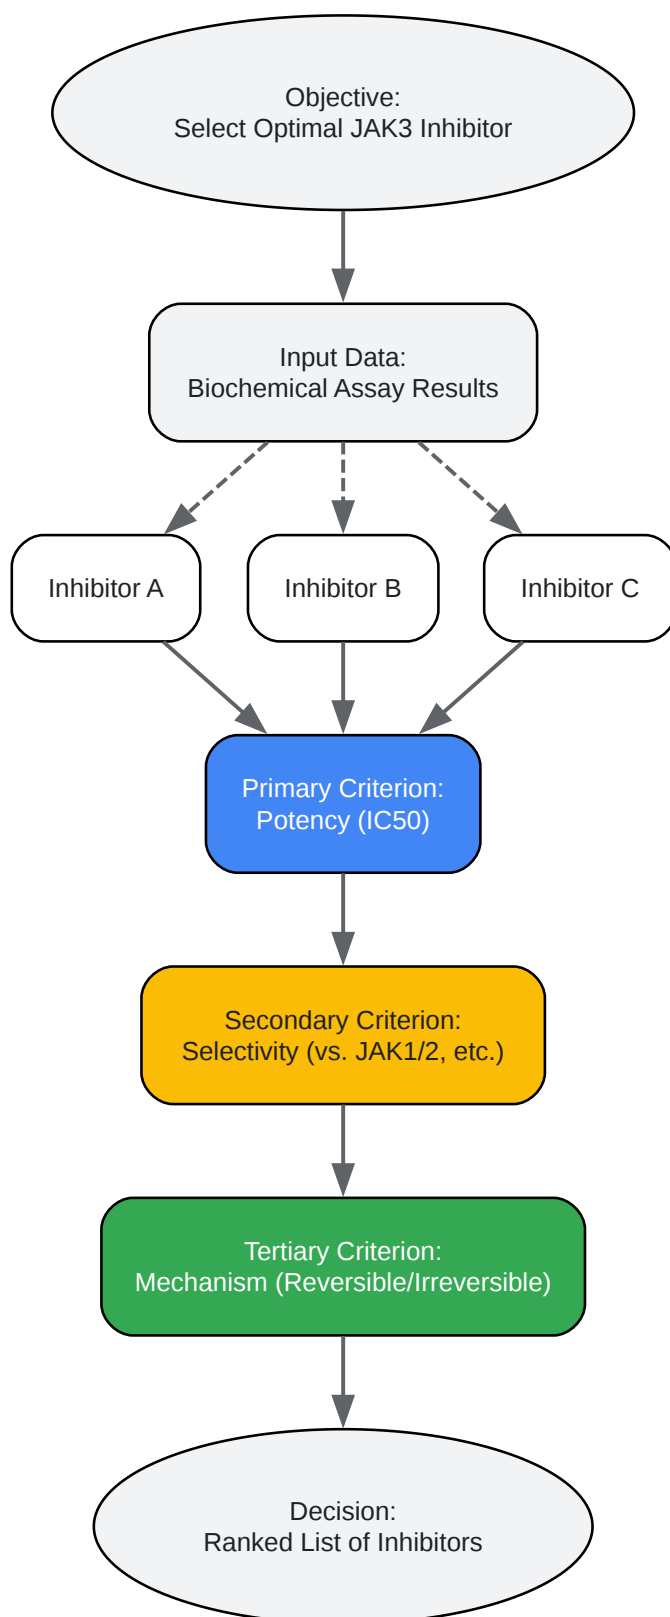 Objective:
Select Optimal JAK3 Inhibitor
Input Data:
Biochemical Assay Results
Inhibitor A
Inhibitor B
Inhibitor C
Primary Criterion:
Potency (IC50)
Secondary Criterion:
Selectivity (vs. JAK1/2, etc.)
Tertiary Criterion:
Mechanism (Reversible/Irreversible)
Decision:
Ranked List of Inhibitors